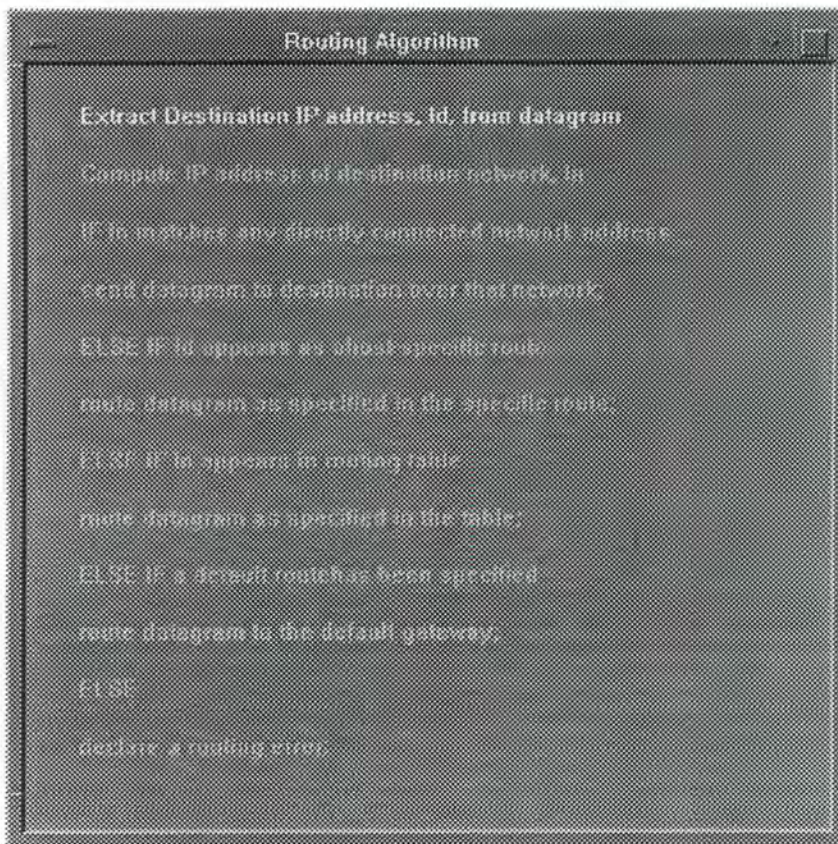 Routing Algorithm
Extract Destination IP address, Id, from datagram
Compute IP address of destination network, In
IF In matches any directly connected network address
send datagram to destination over that network;
ELSE IF Id appears as ahost-specific route
route datagram as specified in the specific route;
ELSE IF In appears in routing table
route datagram as specified in the table;
ELSE IF a default routehas been specified
route datagram to the default gateway;
ELSE
declare a routing error;